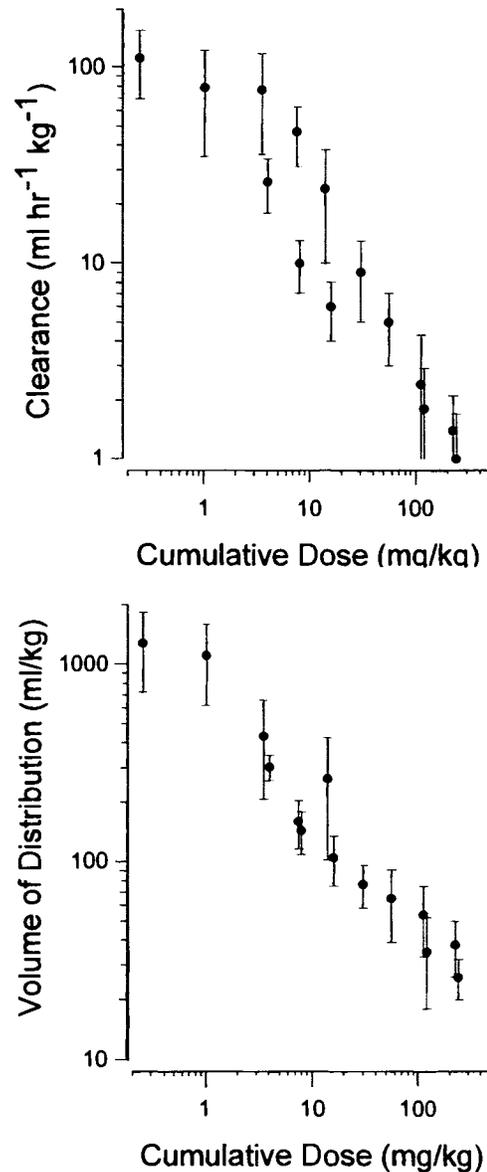 100
10
1
Clearance (ml hr⁻¹ kg⁻¹)
1 10 100
Cumulative Dose (mg/kg)
1000
100
10
Volume of Distribution (ml/kg)
1 10 100
Cumulative Dose (mg/kg)